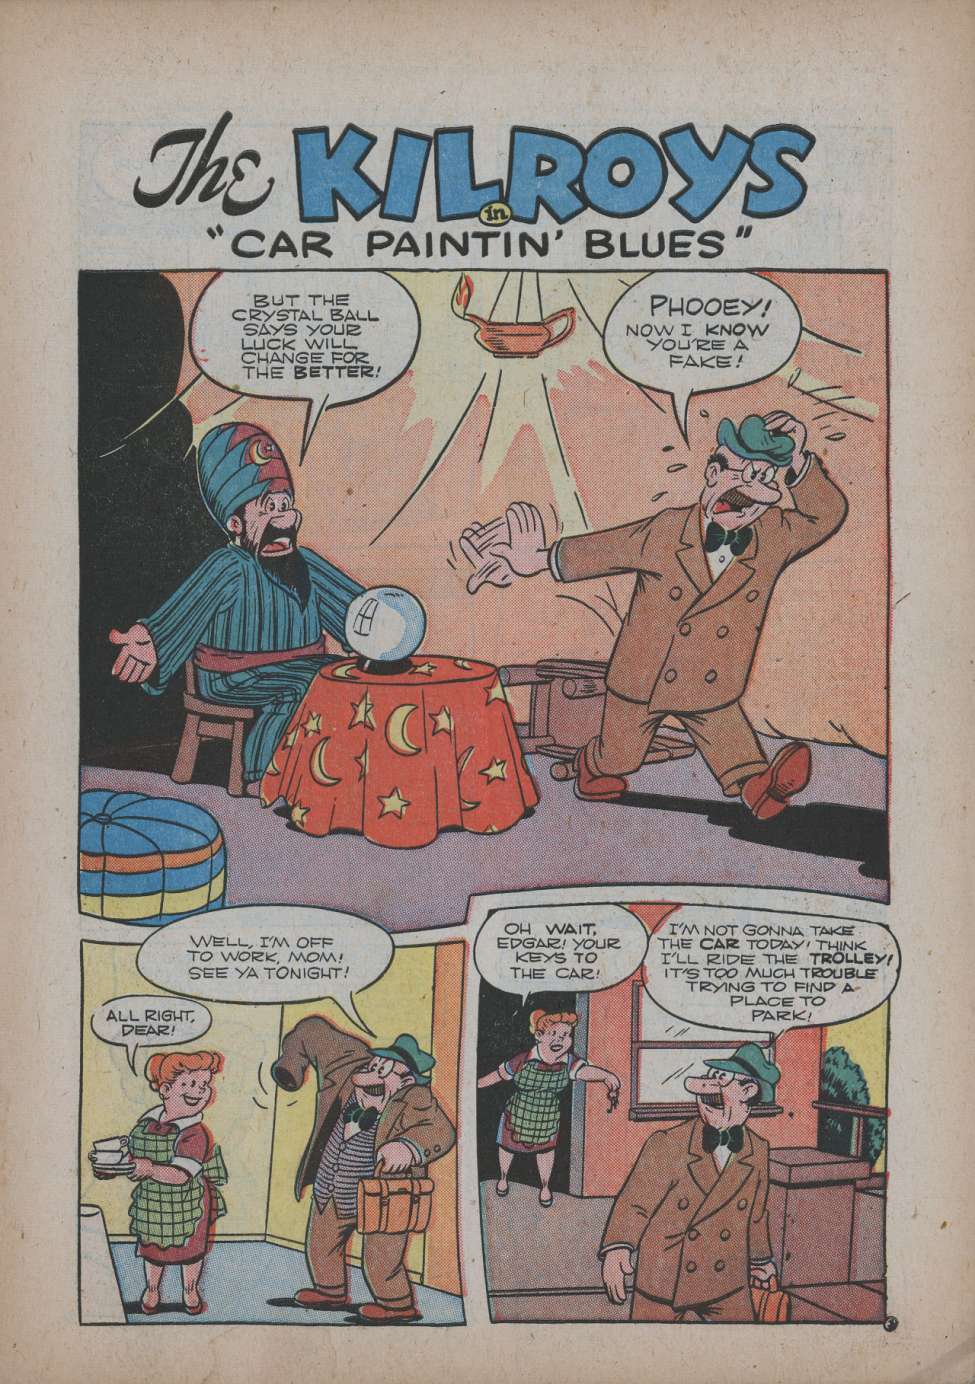 The KILROYS
in
"CAR PAINTIN' BLUES"
BUT THE
CRYSTAL BALL
SAYS YOUR
LUCK WILL
CHANGE FOR
THE BETTER!
PHOOEY!
NOW I KNOW
YOU'RE A
FAKE!
WELL, I'M OFF
TO WORK, MOM!
SEE YA TONIGHT!
ALL RIGHT,
DEAR!
OH WAIT,
EDGAR! YOUR
KEYS TO
THE CAR!
I'M NOT GONNA TAKE
THE CAR TODAY! THINK
I'LL RIDE THE TROLLEY!
IT'S TOO MUCH TROUBLE
TRYING TO FIND A
PLACE TO
PARK!